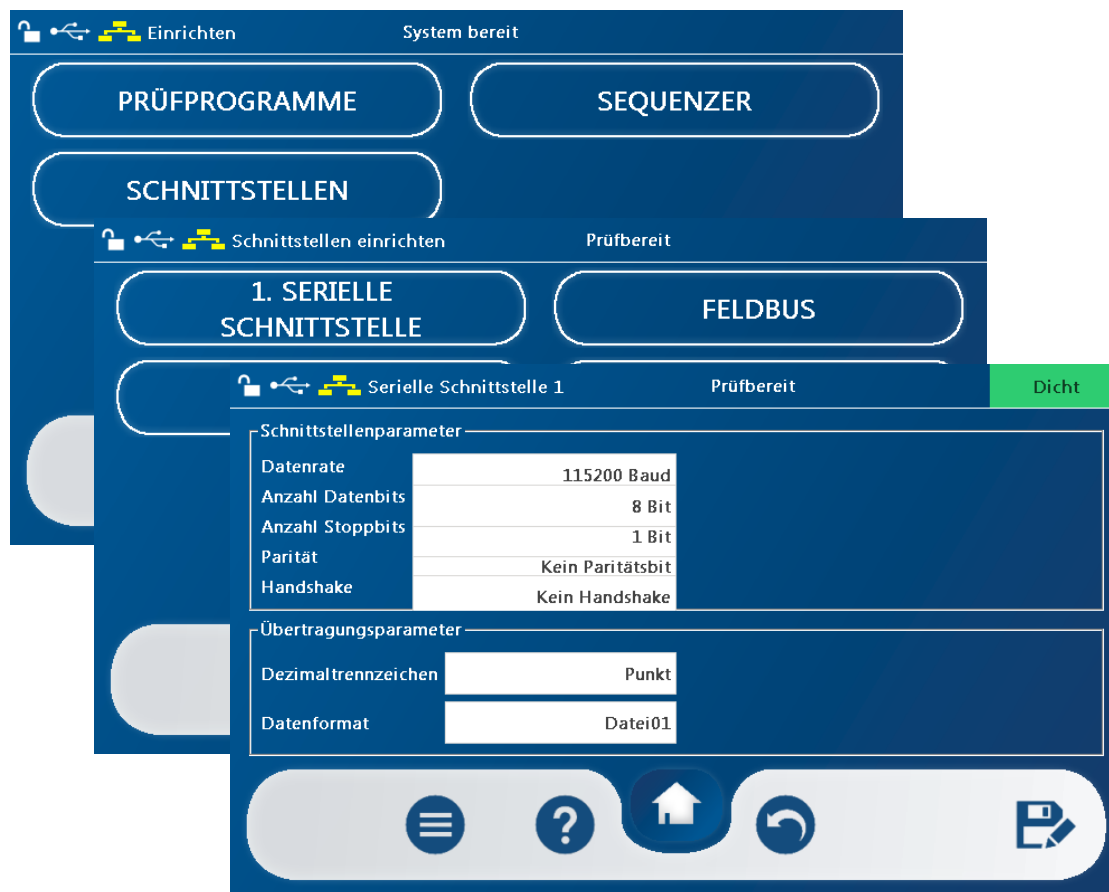 Einrichten
System bereit
PRÜFPROGRAMME
SEQUENZER
SCHNITTSTELLEN
Schnittstellen einrichten
Prüfbereit
1. SERIELLE
SCHNITTSTELLE
FELDBUS
Serielle Schnittstelle 1
Prüfbereit
Dicht
Schnittstellenparameter
Datenrate
115200 Baud
Anzahl Datenbits
8 Bit
Anzahl Stoppbits
1 Bit
Parität
Kein Paritätsbit
Handshake
Kein Handshake
Übertragungsparameter
Dezimaltrennzeichen
Punkt
Datenformat
Datei01
?